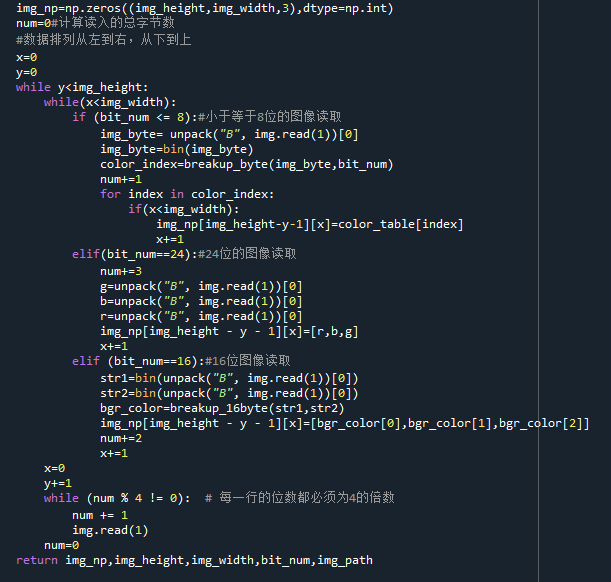 img_np=np.zeros((img_height,img_width,3),dtype=np.int)
num=0#计算读入的总字节数
#数据排列从左到右，从下到上
x=0
y=0
while y<img_height:
    while(x<img_width):
        if (bit_num <= 8):#小于等于8位的图像读取
            img_byte= unpack("B", img.read(1))[0]
            img_byte=bin(img_byte)
            color_index=breakup_byte(img_byte,bit_num)
            num+=1
            for index in color_index:
                if(x<img_width):
                    img_np[img_height-y-1][x]=color_table[index]
                    x+=1
        elif(bit_num==24):#24位的图像读取
            num+=3
            g=unpack("B", img.read(1))[0]
            b=unpack("B", img.read(1))[0]
            r=unpack("B", img.read(1))[0]
            img_np[img_height - y - 1][x]=[r,b,g]
            x+=1
        elif (bit_num==16):#16位图像读取
            str1=bin(unpack("B", img.read(1))[0])
            str2=bin(unpack("B", img.read(1))[0])
            bgr_color=breakup_16byte(str1,str2)
            img_np[img_height - y - 1][x]=[bgr_color[0],bgr_color[1],bgr_color[2]]
            num+=2
            x+=1
    x=0
    y+=1
    while (num % 4 != 0):  # 每一行的位数都必须为4的倍数
        num += 1
        img.read(1)
    num=0
return img_np,img_height,img_width,bit_num,img_path